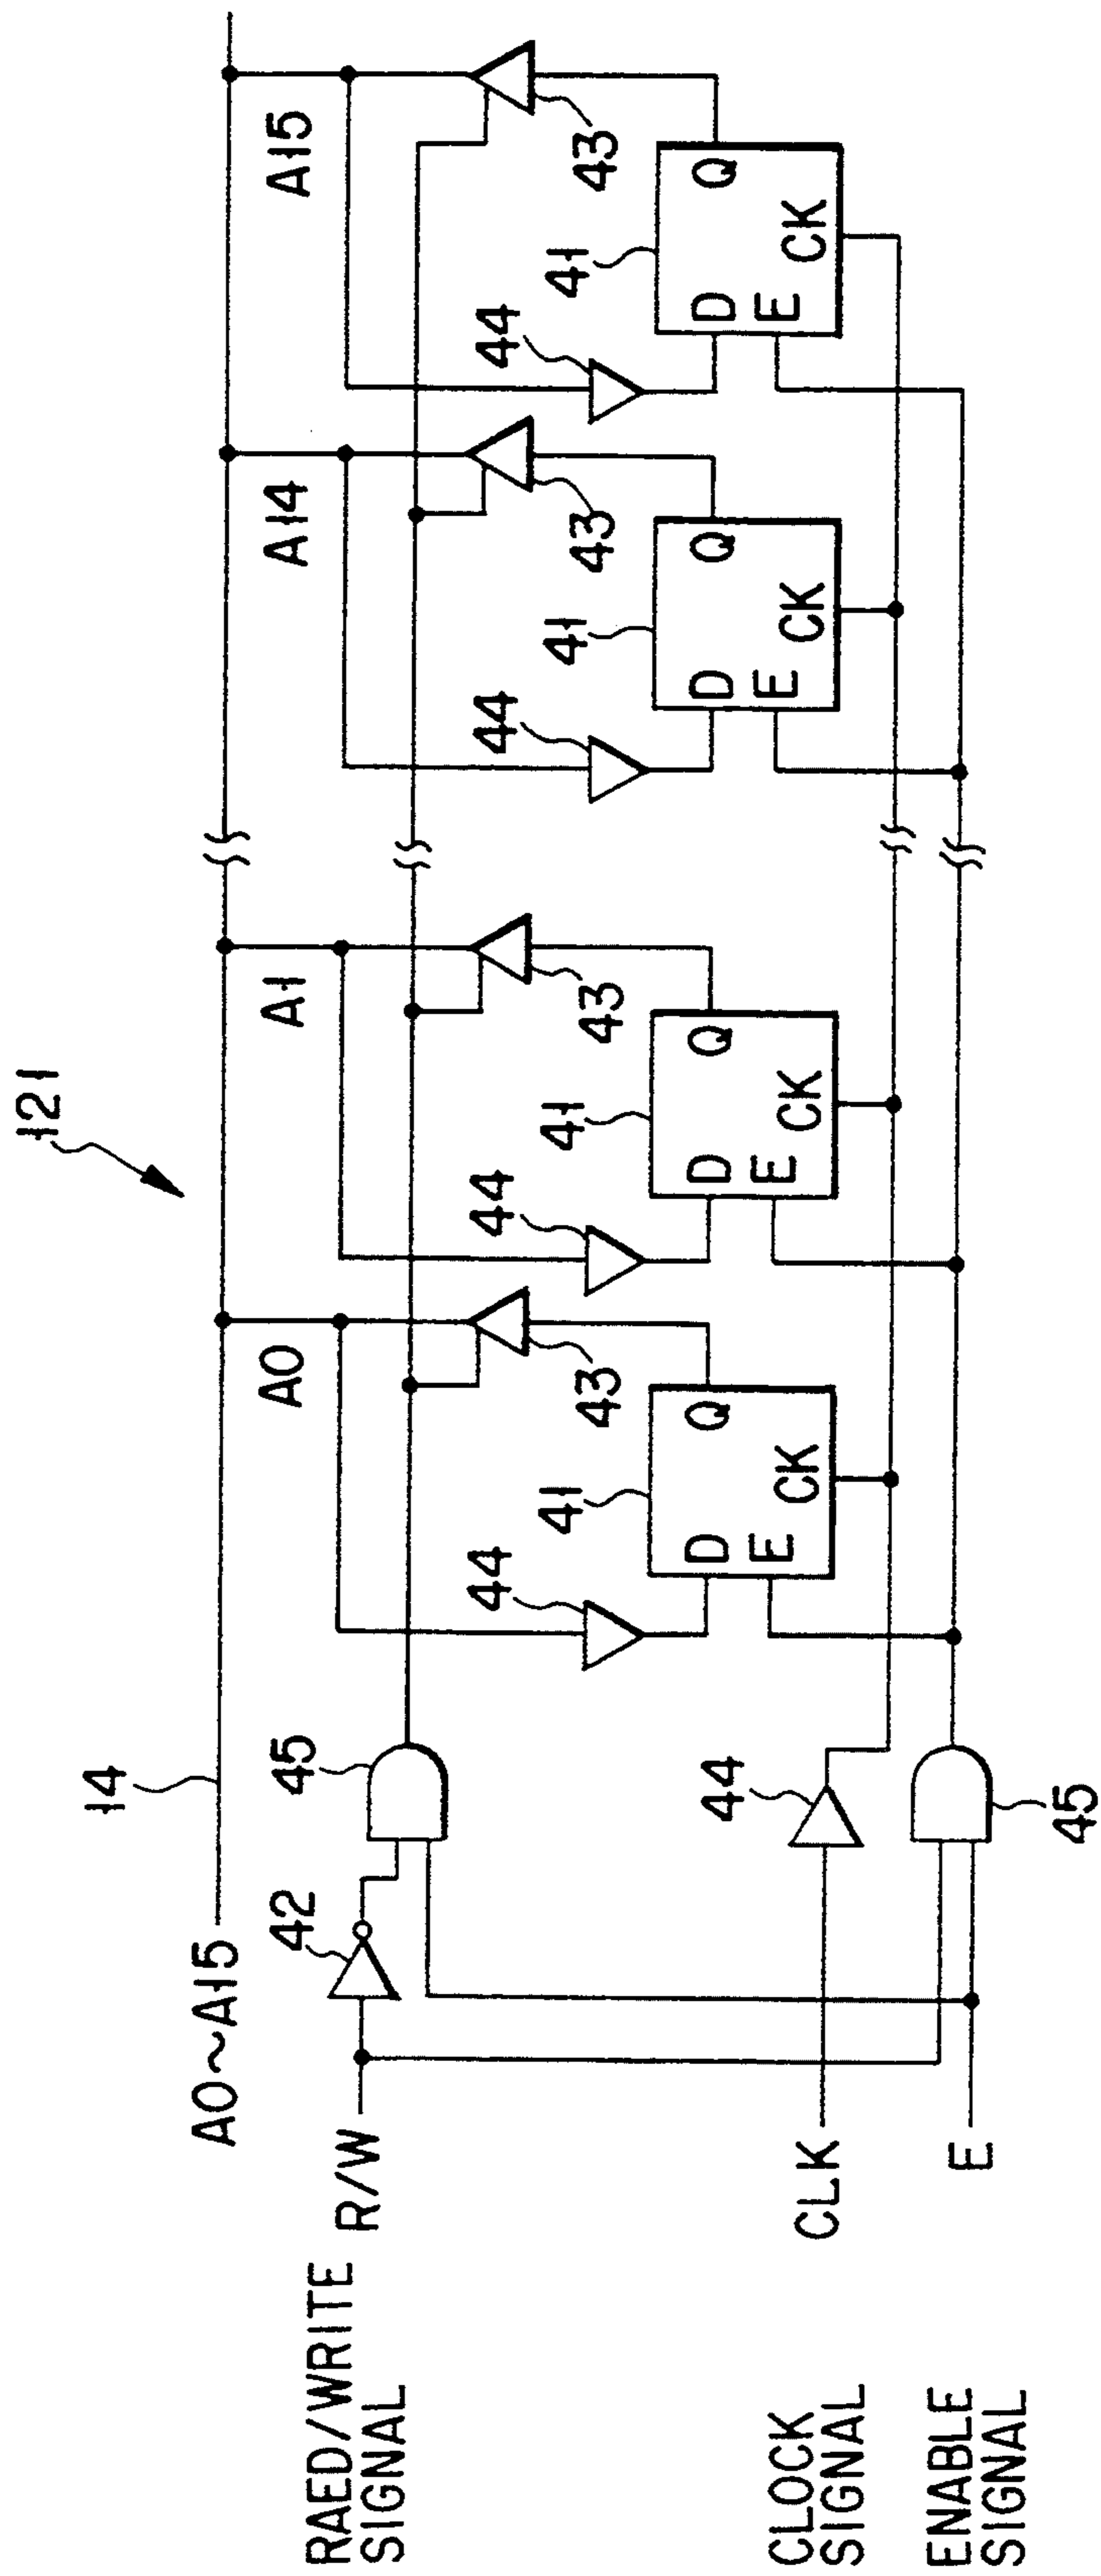 121
14
A0~A15
A0
A1
A14
A15
RAED/WRITE
SIGNAL
R/W
42
45
43
43
43
43
44
44
44
44
41
41
41
41
D
Q
E
CK
D
Q
E
CK
D
Q
E
CK
D
Q
E
CK
CLOCK
SIGNAL
CLK
44
ENABLE
SIGNAL
E
45